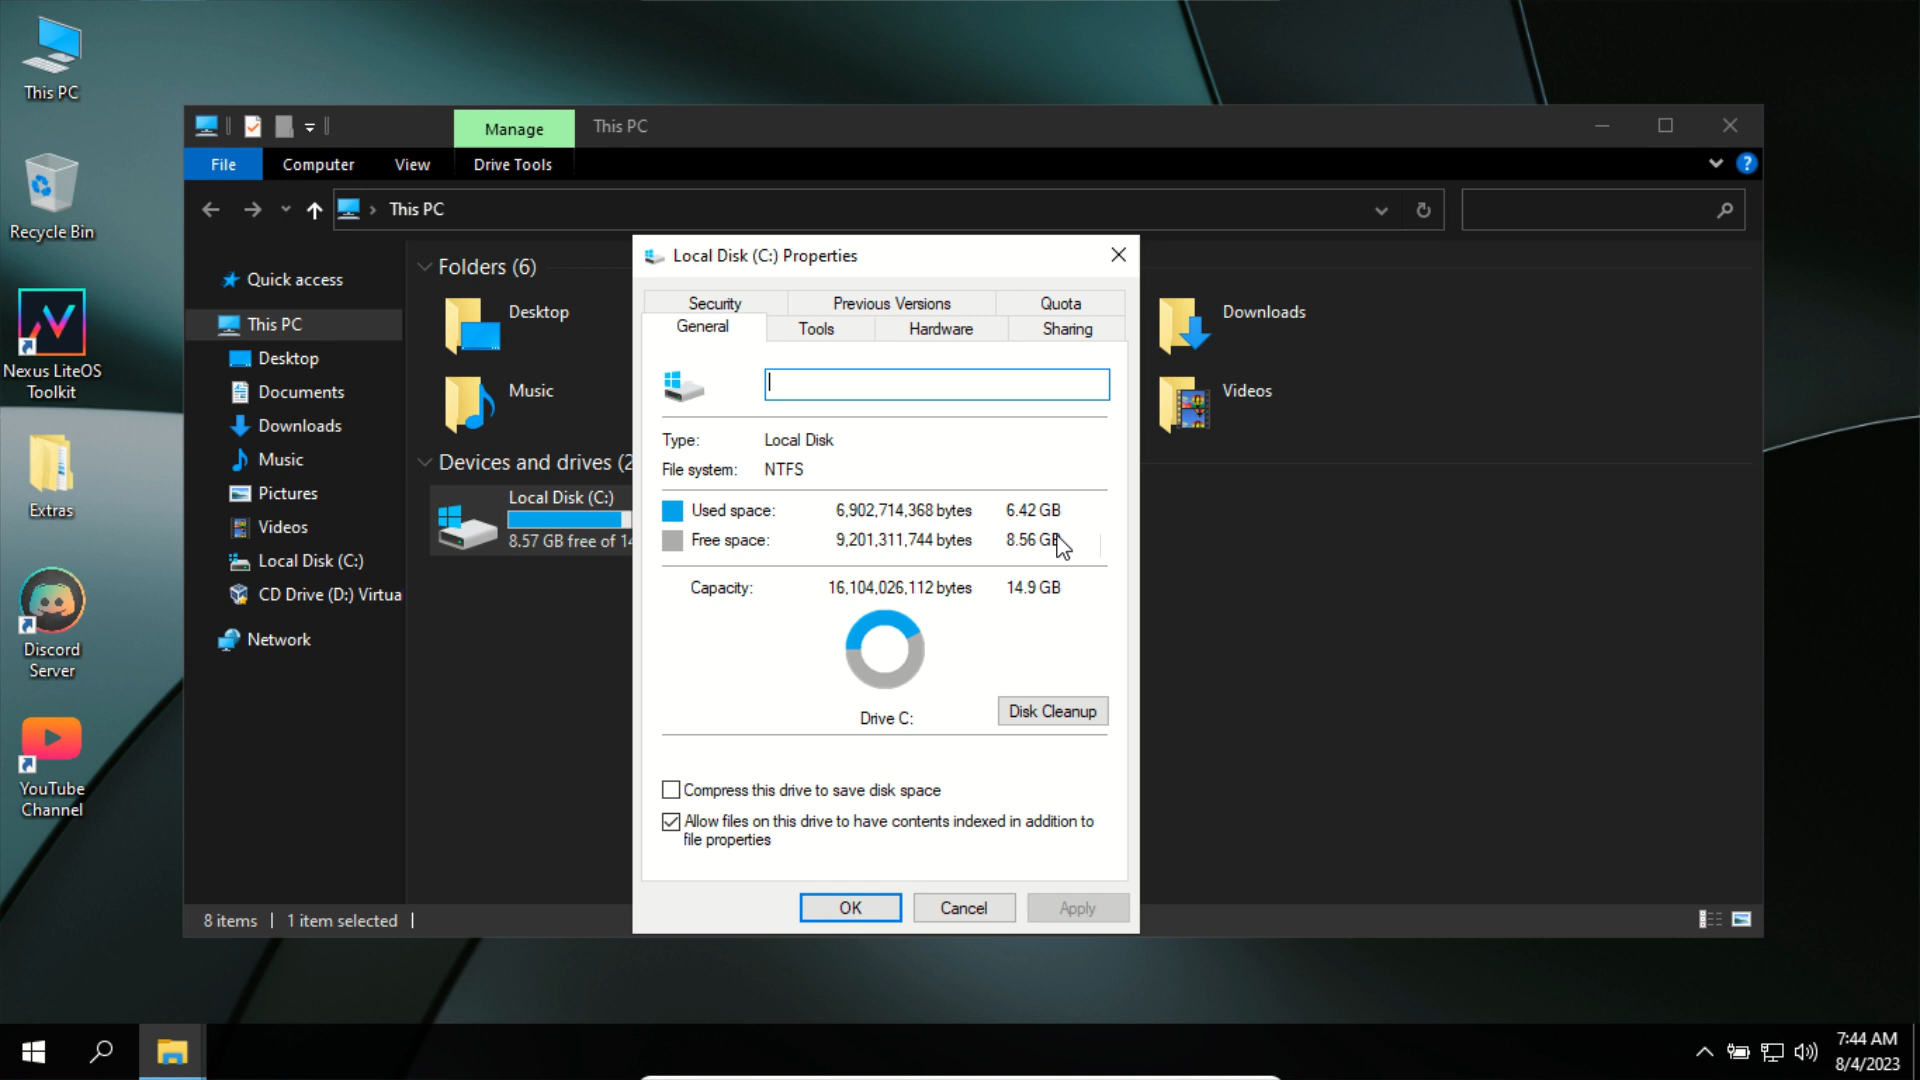 This PC
Recycle Bin
Nexus LiteOS
Toolkit
Extras
Discord
Server
YouTube
Channel
Manage
This PC
File
Computer
View
Drive Tools
?
This PC
Quick access
This PC
Desktop
Documents
Downloads
Music
Pictures
Videos
Local Disk (C:)
CD Drive (D:) Virtua
Network
Folders (6)
Desktop
Music
Downloads
Videos
Devices and drives (2
Local Disk (C:)
8.57 GB free of 14
Local Disk (C:) Properties
Security
Previous Versions
Quota
General
Tools
Hardware
Sharing
Type: Local Disk
File system: NTFS
Used space: 6,902,714,368 bytes 6.42 GB
Free space: 9,201,311,744 bytes 8.56 GB
Capacity: 16,104,026,112 bytes 14.9 GB
Drive C:
Disk Cleanup
Compress this drive to save disk space
Allow files on this drive to have contents indexed in addition to
file properties
OK
Cancel
Apply
8 items
1 item selected
7:44 AM
8/4/2023